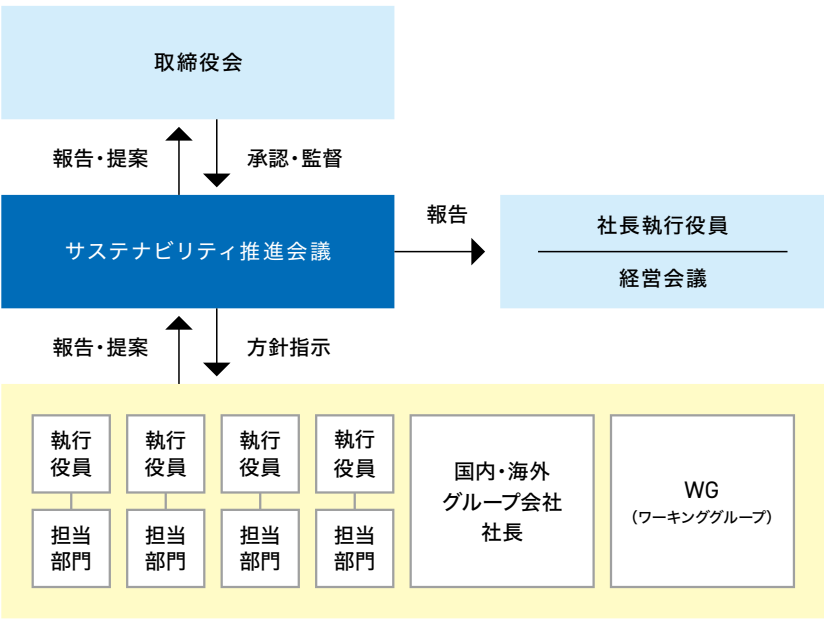 取締役会
報告・提案
承認・監督
サステナビリティ推進会議
報告
社長執行役員
経営会議
報告・提案
方針指示
執行
役員
執行
役員
執行
役員
執行
役員
担当
部門
担当
部門
担当
部門
担当
部門
国内・海外
グループ会社
社長
WG
（ワーキンググループ）